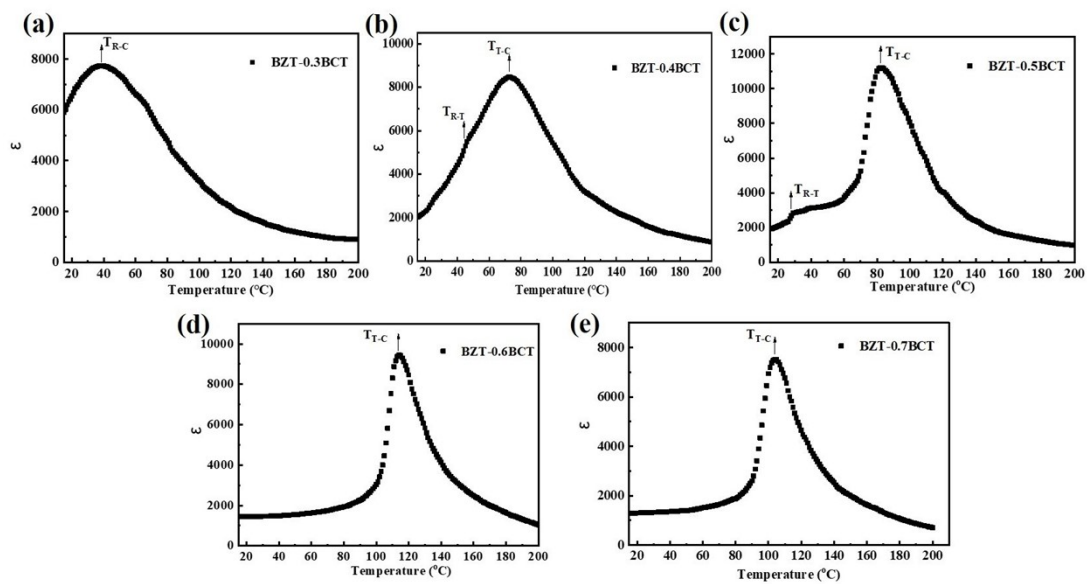 (a)
T_R-C
BZT-0.3BCT
8000
6000
4000
2000
0
ε
20 40 60 80 100 120 140 160 180 200
Temperature (°C)
(b)
T_T-C
T_R-T
BZT-0.4BCT
10000
8000
6000
4000
2000
0
ε
20 40 60 80 100 120 140 160 180 200
Temperature (°C)
(c)
T_T-C
T_R-T
BZT-0.5BCT
12000
10000
8000
6000
4000
2000
0
ε
20 40 60 80 100 120 140 160 180 200
Temperature (°C)
(d)
T_T-C
BZT-0.6BCT
10000
8000
6000
4000
2000
0
ε
20 40 60 80 100 120 140 160 180 200
Temperature (°C)
(e)
T_T-C
BZT-0.7BCT
8000
6000
4000
2000
0
ε
20 40 60 80 100 120 140 160 180 200
Temperature (°C)